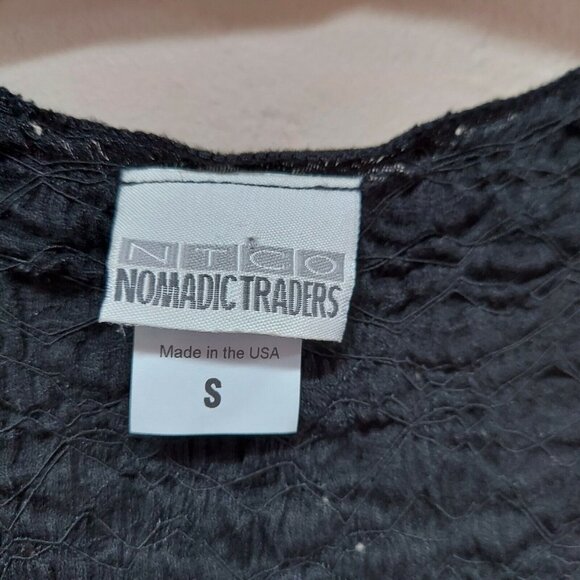 NTCO
NOMADIC TRADERS
Made in the USA
S